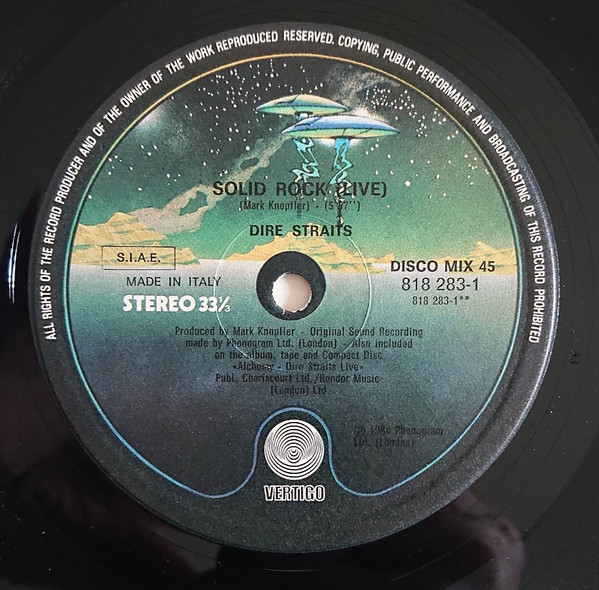 ALL RIGHTS OF THE RECORD PRODUCER AND OF THE OWNER OF THE WORK REPRODUCED RESERVED. COPYING, PUBLIC PERFORMANCE AND BROADCASTING OF THIS RECORD PROHIBITED
SOLID ROCK (LIVE)
(Mark Knopfler) - (5'37'')
DIRE STRAITS
S.I.A.E.
MADE IN ITALY
STEREO 33⅓
DISCO MIX 45
818 283-1
818 283-1**
Produced by Mark Knopfler - Original Sound Recording
made by Phonogram Ltd. (London) - Also included
on the album, tape and Compact Disc
«Alchemy - Dire Straits Live»
Publ. Chariscourt Ltd./Rondor Music
(London) Ltd.
℗ 1984 Phonogram
Ltd. (London)
VERTIGO